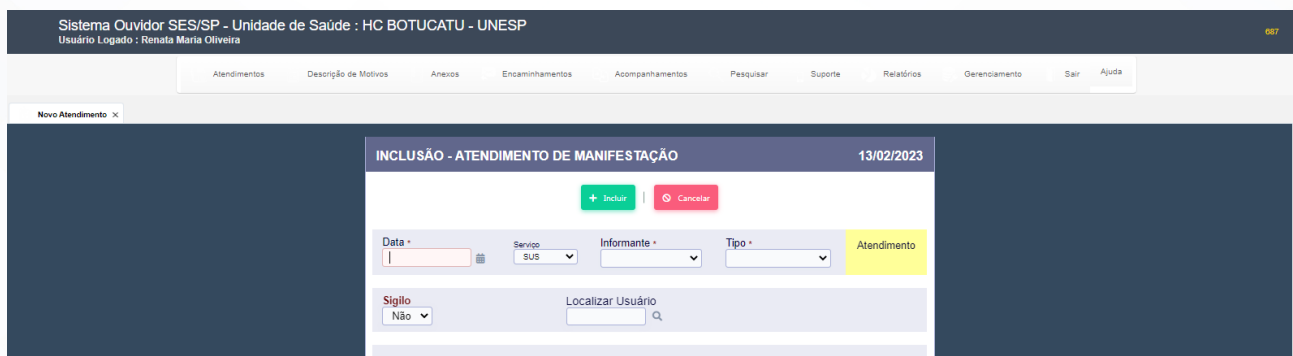 Sistema Ouvidor SES/SP - Unidade de Saúde : HC BOTUCATU - UNESP
Usuário Logado : Renata Maria Oliveira
687
Atendimentos Descrição de Motivos Anexos Encaminhamentos Acompanhamentos Pesquisar Suporte Relatórios Gerenciamento Sair Ajuda
Novo Atendimento ×
INCLUSÃO - ATENDIMENTO DE MANIFESTAÇÃO 13/02/2023
+ Incluir | Cancelar
Data * Serviço Informante * Tipo * Atendimento
SUS
Sigilo Localizar Usuário
Não